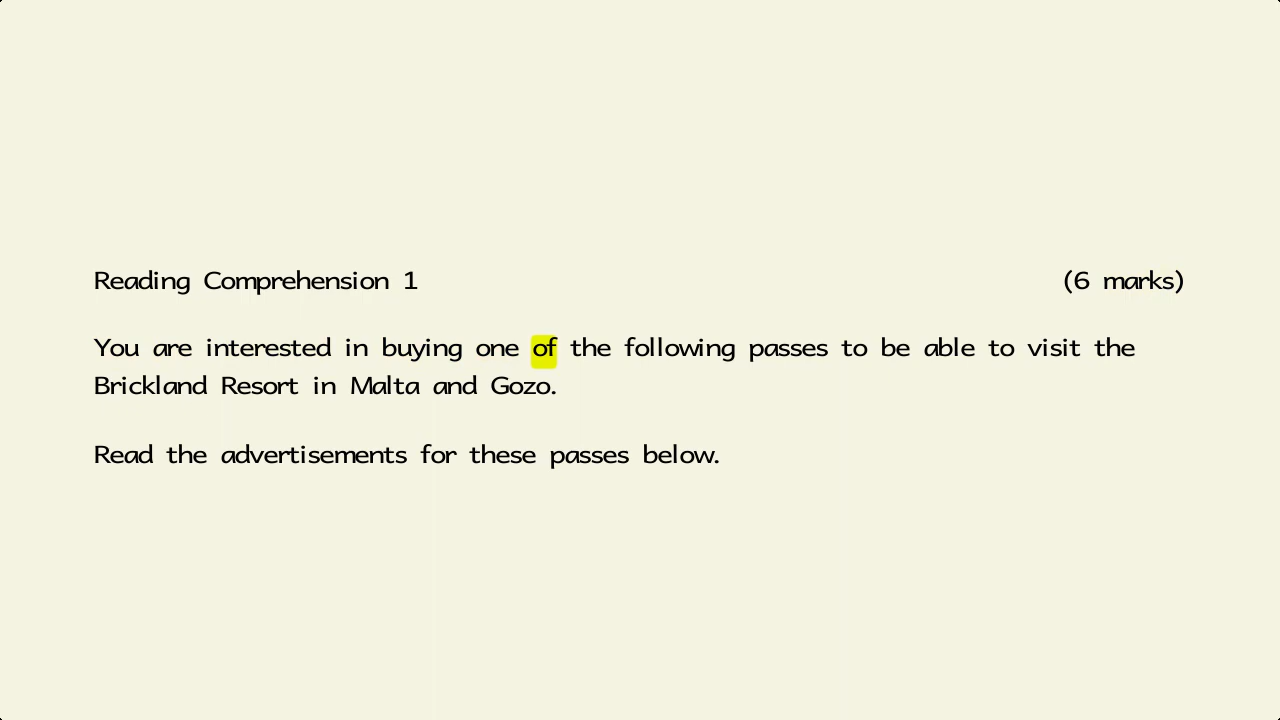 Reading Comprehension 1 (6 marks)
You are interested in buying one of the following passes to be able to visit the
Brickland Resort in Malta and Gozo.
Read the advertisements for these passes below.